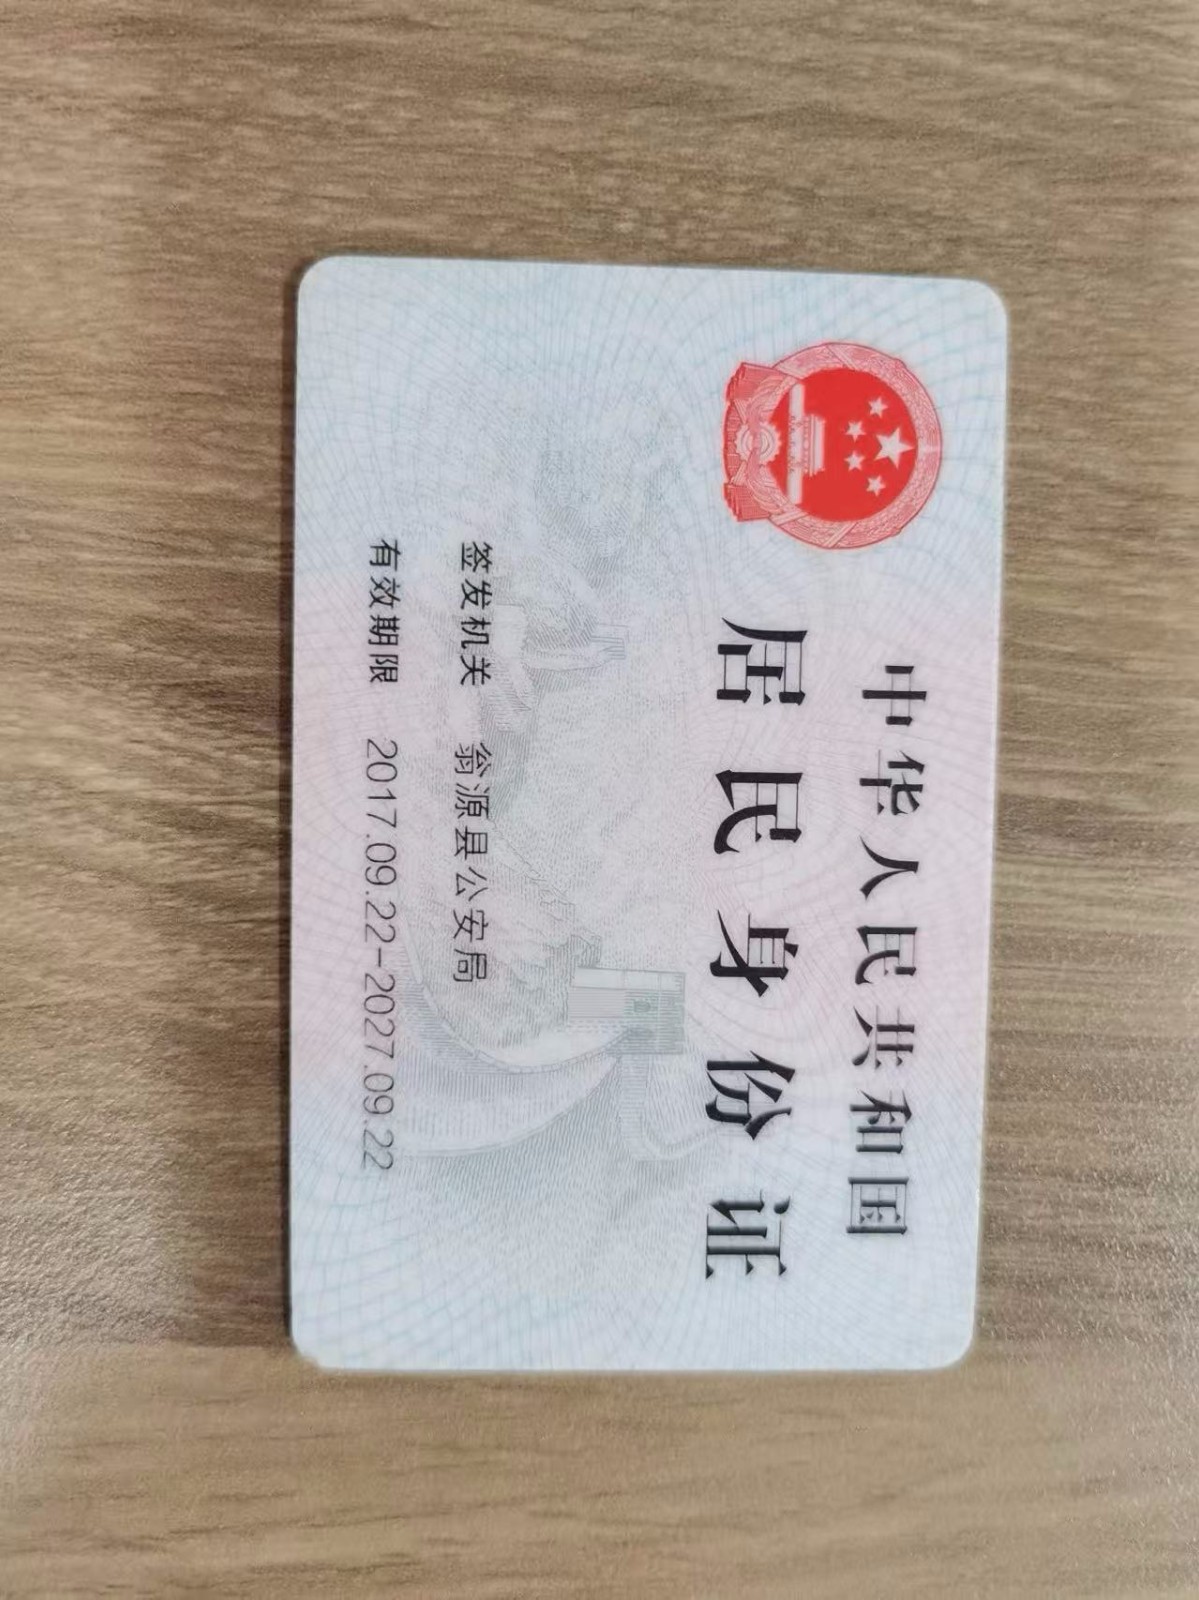 中华人民共和国
居民身份证
签发机关 翁源县公安局
有效期限 2017.09.22-2027.09.22